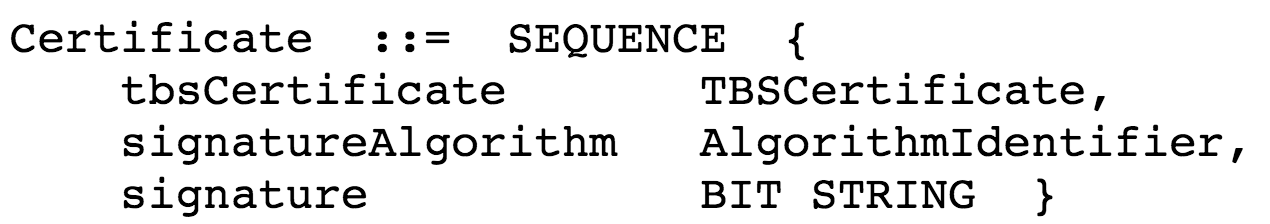 Certificate  ::=  SEQUENCE  {
    tbsCertificate       TBSCertificate,
    signatureAlgorithm   AlgorithmIdentifier,
    signature            BIT STRING  }